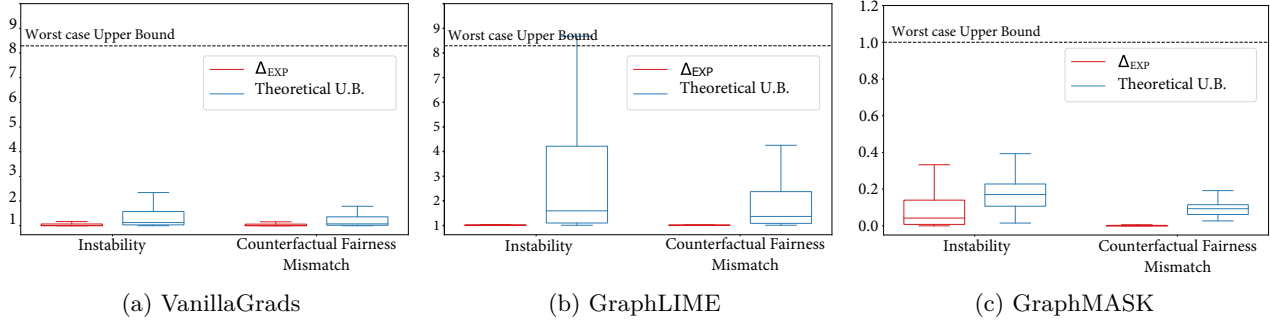 9
8
7
6
5
4
3
2
1
Worst case Upper Bound
Δ_EXP
Theoretical U.B.
Instability
Counterfactual Fairness
Mismatch
(a) VanillaGrads
9
8
7
6
5
4
3
2
1
Worst case Upper Bound
Δ_EXP
Theoretical U.B.
Instability
Counterfactual Fairness
Mismatch
(b) GraphLIME
1.2
1.0
0.8
0.6
0.4
0.2
0.0
Worst case Upper Bound
Δ_EXP
Theoretical U.B.
Instability
Counterfactual Fairness
Mismatch
(c) GraphMASK